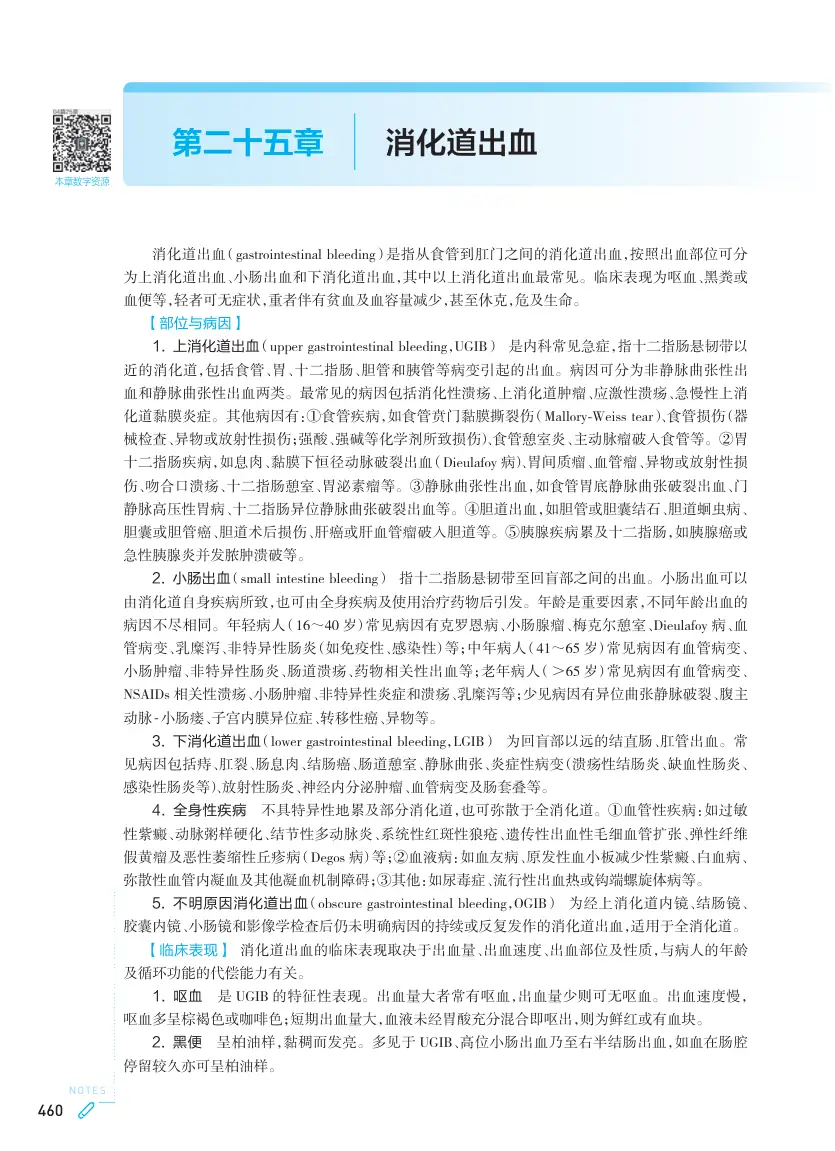 第二十五章
消化道出血
本章数字资源
消化道出血（gastrointestinal bleeding）是指从食管到肛门之间的消化道出血，按照出血部位可分
为上消化道出血、小肠出血和下消化道出血，其中以上消化道出血最常见。临床表现为呕血、黑粪或
血便等，轻者可无症状，重者伴有贫血及血容量减少，甚至休克，危及生命。
【部位与病因】
1. 上消化道出血（upper gastrointestinal bleeding，UGIB） 是内科常见急症，指十二指肠悬韧带以
近的消化道，包括食管、胃、十二指肠、胆管和胰管等病变引起的出血。病因可分为非静脉曲张性出
血和静脉曲张性出血两类。最常见的病因包括消化性溃疡、上消化道肿瘤、应激性溃疡、急慢性上消
化道黏膜炎症。其他病因有：①食管疾病，如食管贲门黏膜撕裂伤（Mallory-Weiss tear）、食管损伤（器
械检查、异物或放射性损伤；强酸、强碱等化学剂所致损伤）、食管憩室炎、主动脉瘤破入食管等。②胃
十二指肠疾病，如息肉、黏膜下恒径动脉破裂出血（Dieulafoy 病）、胃间质瘤、血管瘤、异物或放射性损
伤、吻合口溃疡、十二指肠憩室、胃泌素瘤等。③静脉曲张性出血，如食管胃底静脉曲张破裂出血、门
静脉高压性胃病、十二指肠异位静脉曲张破裂出血等。④胆道出血，如胆管或胆囊结石、胆道蛔虫病、
胆囊或胆管癌、胆道术后损伤、肝癌或肝血管瘤破入胆道等。⑤胰腺疾病累及十二指肠，如胰腺癌或
急性胰腺炎并发脓肿溃破等。
2. 小肠出血（small intestine bleeding） 指十二指肠悬韧带至回盲部之间的出血。小肠出血可以
由消化道自身疾病所致，也可由全身疾病及使用治疗药物后引发。年龄是重要因素，不同年龄出血的
病因不尽相同。年轻病人（16～40 岁）常见病因有克罗恩病、小肠腺瘤、梅克尔憩室、Dieulafoy 病、血
管病变、乳糜泻、非特异性肠炎（如免疫性、感染性）等；中年病人（41～65 岁）常见病因有血管病变、
小肠肿瘤、非特异性肠炎、肠道溃疡、药物相关性出血等；老年病人（＞65 岁）常见病因有血管病变、
NSAIDs 相关性溃疡、小肠肿瘤、非特异性炎症和溃疡、乳糜泻等；少见病因有异位曲张静脉破裂、腹主
动脉-小肠瘘、子宫内膜异位症、转移性癌、异物等。
3. 下消化道出血（lower gastrointestinal bleeding，LGIB） 为回盲部以远的结直肠、肛管出血。常
见病因包括痔、肛裂、肠息肉、结肠癌、肠道憩室、静脉曲张、炎症性病变（溃疡性结肠炎、缺血性肠炎、
感染性肠炎等）、放射性肠炎、神经内分泌肿瘤、血管病变及肠套叠等。
4. 全身性疾病 不具特异性地累及部分消化道，也可弥散于全消化道。①血管性疾病：如过敏
性紫癜、动脉粥样硬化、结节性多动脉炎、系统性红斑性狼疮、遗传性出血性毛细血管扩张、弹性纤维
假黄瘤及恶性萎缩性丘疹病（Degos 病）等；②血液病：如血友病、原发性血小板减少性紫癜、白血病、
弥散性血管内凝血及其他凝血机制障碍；③其他：如尿毒症、流行性出血热或钩端螺旋体病等。
5. 不明原因消化道出血（obscure gastrointestinal bleeding，OGIB） 为经上消化道内镜、结肠镜、
胶囊内镜、小肠镜和影像学检查后仍未明确病因的持续或反复发作的消化道出血，适用于全消化道。
【临床表现】 消化道出血的临床表现取决于出血量、出血速度、出血部位及性质，与病人的年龄
及循环功能的代偿能力有关。
1. 呕血 是 UGIB 的特征性表现。出血量大者常有呕血，出血量少则可无呕血。出血速度慢，
呕血多呈棕褐色或咖啡色；短期出血量大，血液未经胃酸充分混合即呕出，则为鲜红或有血块。
2. 黑便 呈柏油样，黏稠而发亮。多见于 UGIB、高位小肠出血乃至右半结肠出血，如血在肠腔
停留较久亦可呈柏油样。
NOTES
460